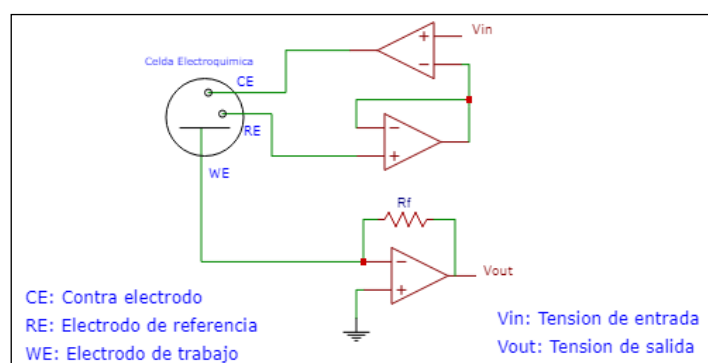 Vin
Celda Electroquimica
CE
RE
WE
Rf
Vout
CE: Contra electrodo
RE: Electrodo de referencia
WE: Electrodo de trabajo
Vin: Tension de entrada
Vout: Tension de salida